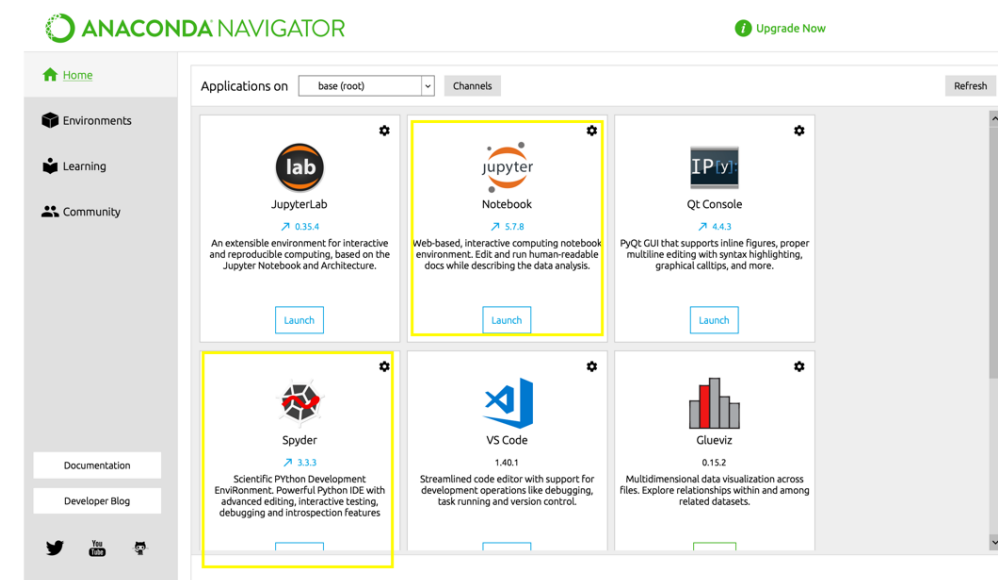 ANACONDA NAVIGATOR
i Upgrade Now
Home
Environments
Learning
Community
Documentation
Developer Blog
You
Tube
Applications on base (root) Channels Refresh
lab
JupyterLab
0.35.4
An extensible environment for interactive
and reproducible computing, based on the
Jupyter Notebook and Architecture.
Launch
jupyter
Notebook
5.7.8
Web-based, interactive computing notebook
environment. Edit and run human-readable
docs while describing the data analysis.
Launch
IP[y]:
Qt Console
4.4.3
PyQt GUI that supports inline figures, proper
multiline editing with syntax highlighting,
graphical calltips, and more.
Launch
Spyder
3.3.3
Scientific PYthon Development
EnviRonment. Powerful Python IDE with
advanced editing, interactive testing,
debugging and introspection features
VS Code
1.40.1
Streamlined code editor with support for
development operations like debugging,
task running and version control.
Glueviz
0.15.2
Multidimensional data visualization across
files. Explore relationships within and among
related datasets.